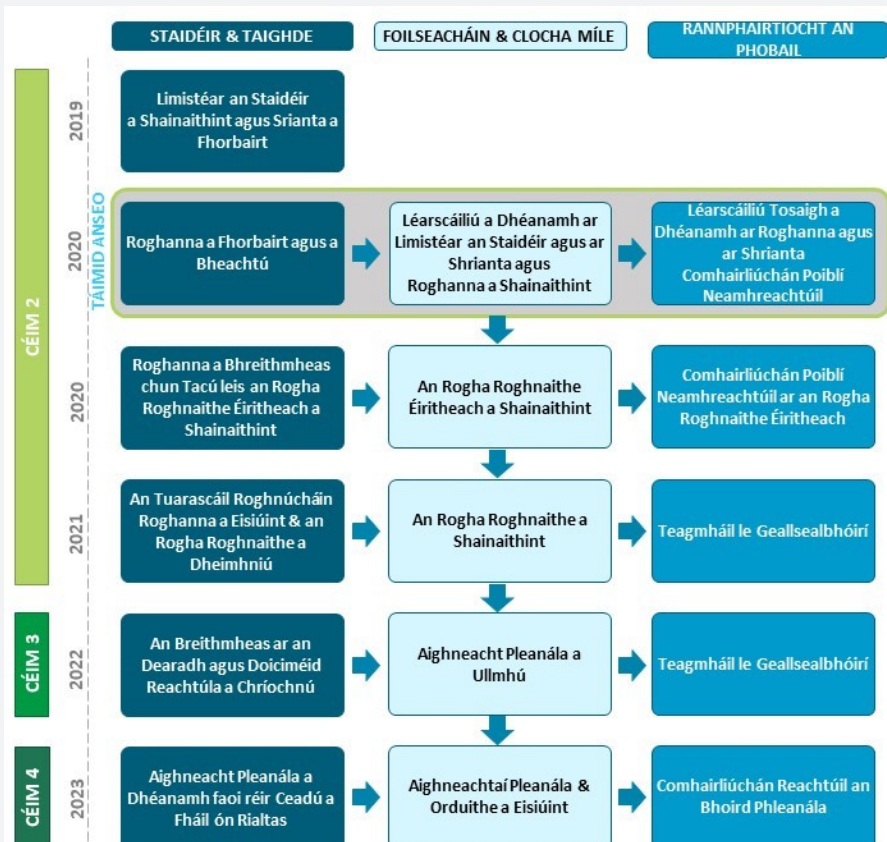 STAIDÉIR & TAIGHDE
FOILSEACHÁIN & CLOCHA MÍLE
RANNPHAIRTÍOCHT AN
PHOBAIL
CÉIM 2
2019
Limistéar an Staidéir
a Shainaithint agus Srianta a
Fhorbairt
TÁIMID ANSEO
2020
Roghanna a Fhorbairt agus a
Bheachtú
Léarscáiliú a Dhéanamh ar
Limistéar an Staidéir agus ar
Shrianta agus
Roghanna a Shainaithint
Léarscáiliú Tosaigh a
Dhéanamh ar Roghanna agus
ar Shrianta
Comhairliúchán Poiblí
Neamhreachtúil
2020
Roghanna a Bhreithmheas
chun Tacú leis an Rogha
Roghnaithe Éiritheach a
Shainaithint
An Rogha Roghnaithe
Éiritheach a Shainaithint
Comhairliúchán Poiblí
Neamhreachtúil ar an Rogha
Roghnaithe Éiritheach
2021
An Tuarascáil Roghnúcháin
Roghanna a Eisiúint & an
Rogha Roghnaithe a
Dheimhniú
An Rogha Roghnaithe a
Shainaithint
Teagmháil le Geallsealbhóirí
CÉIM 3
2022
An Breithmheas ar an
Dearadh agus Doiciméid
Reachtúla a Chríochnú
Aighneacht Pleanála a
Ullmhú
Teagmháil le Geallsealbhóirí
CÉIM 4
2023
Aighneacht Pleanála a
Dhéanamh faoi réir Ceadú a
Fháil ón Rialtas
Aighneachtaí Pleanála &
Orduithe a Eisiúint
Comhairliúchán Reachtúil an
Bhoird Phleanála